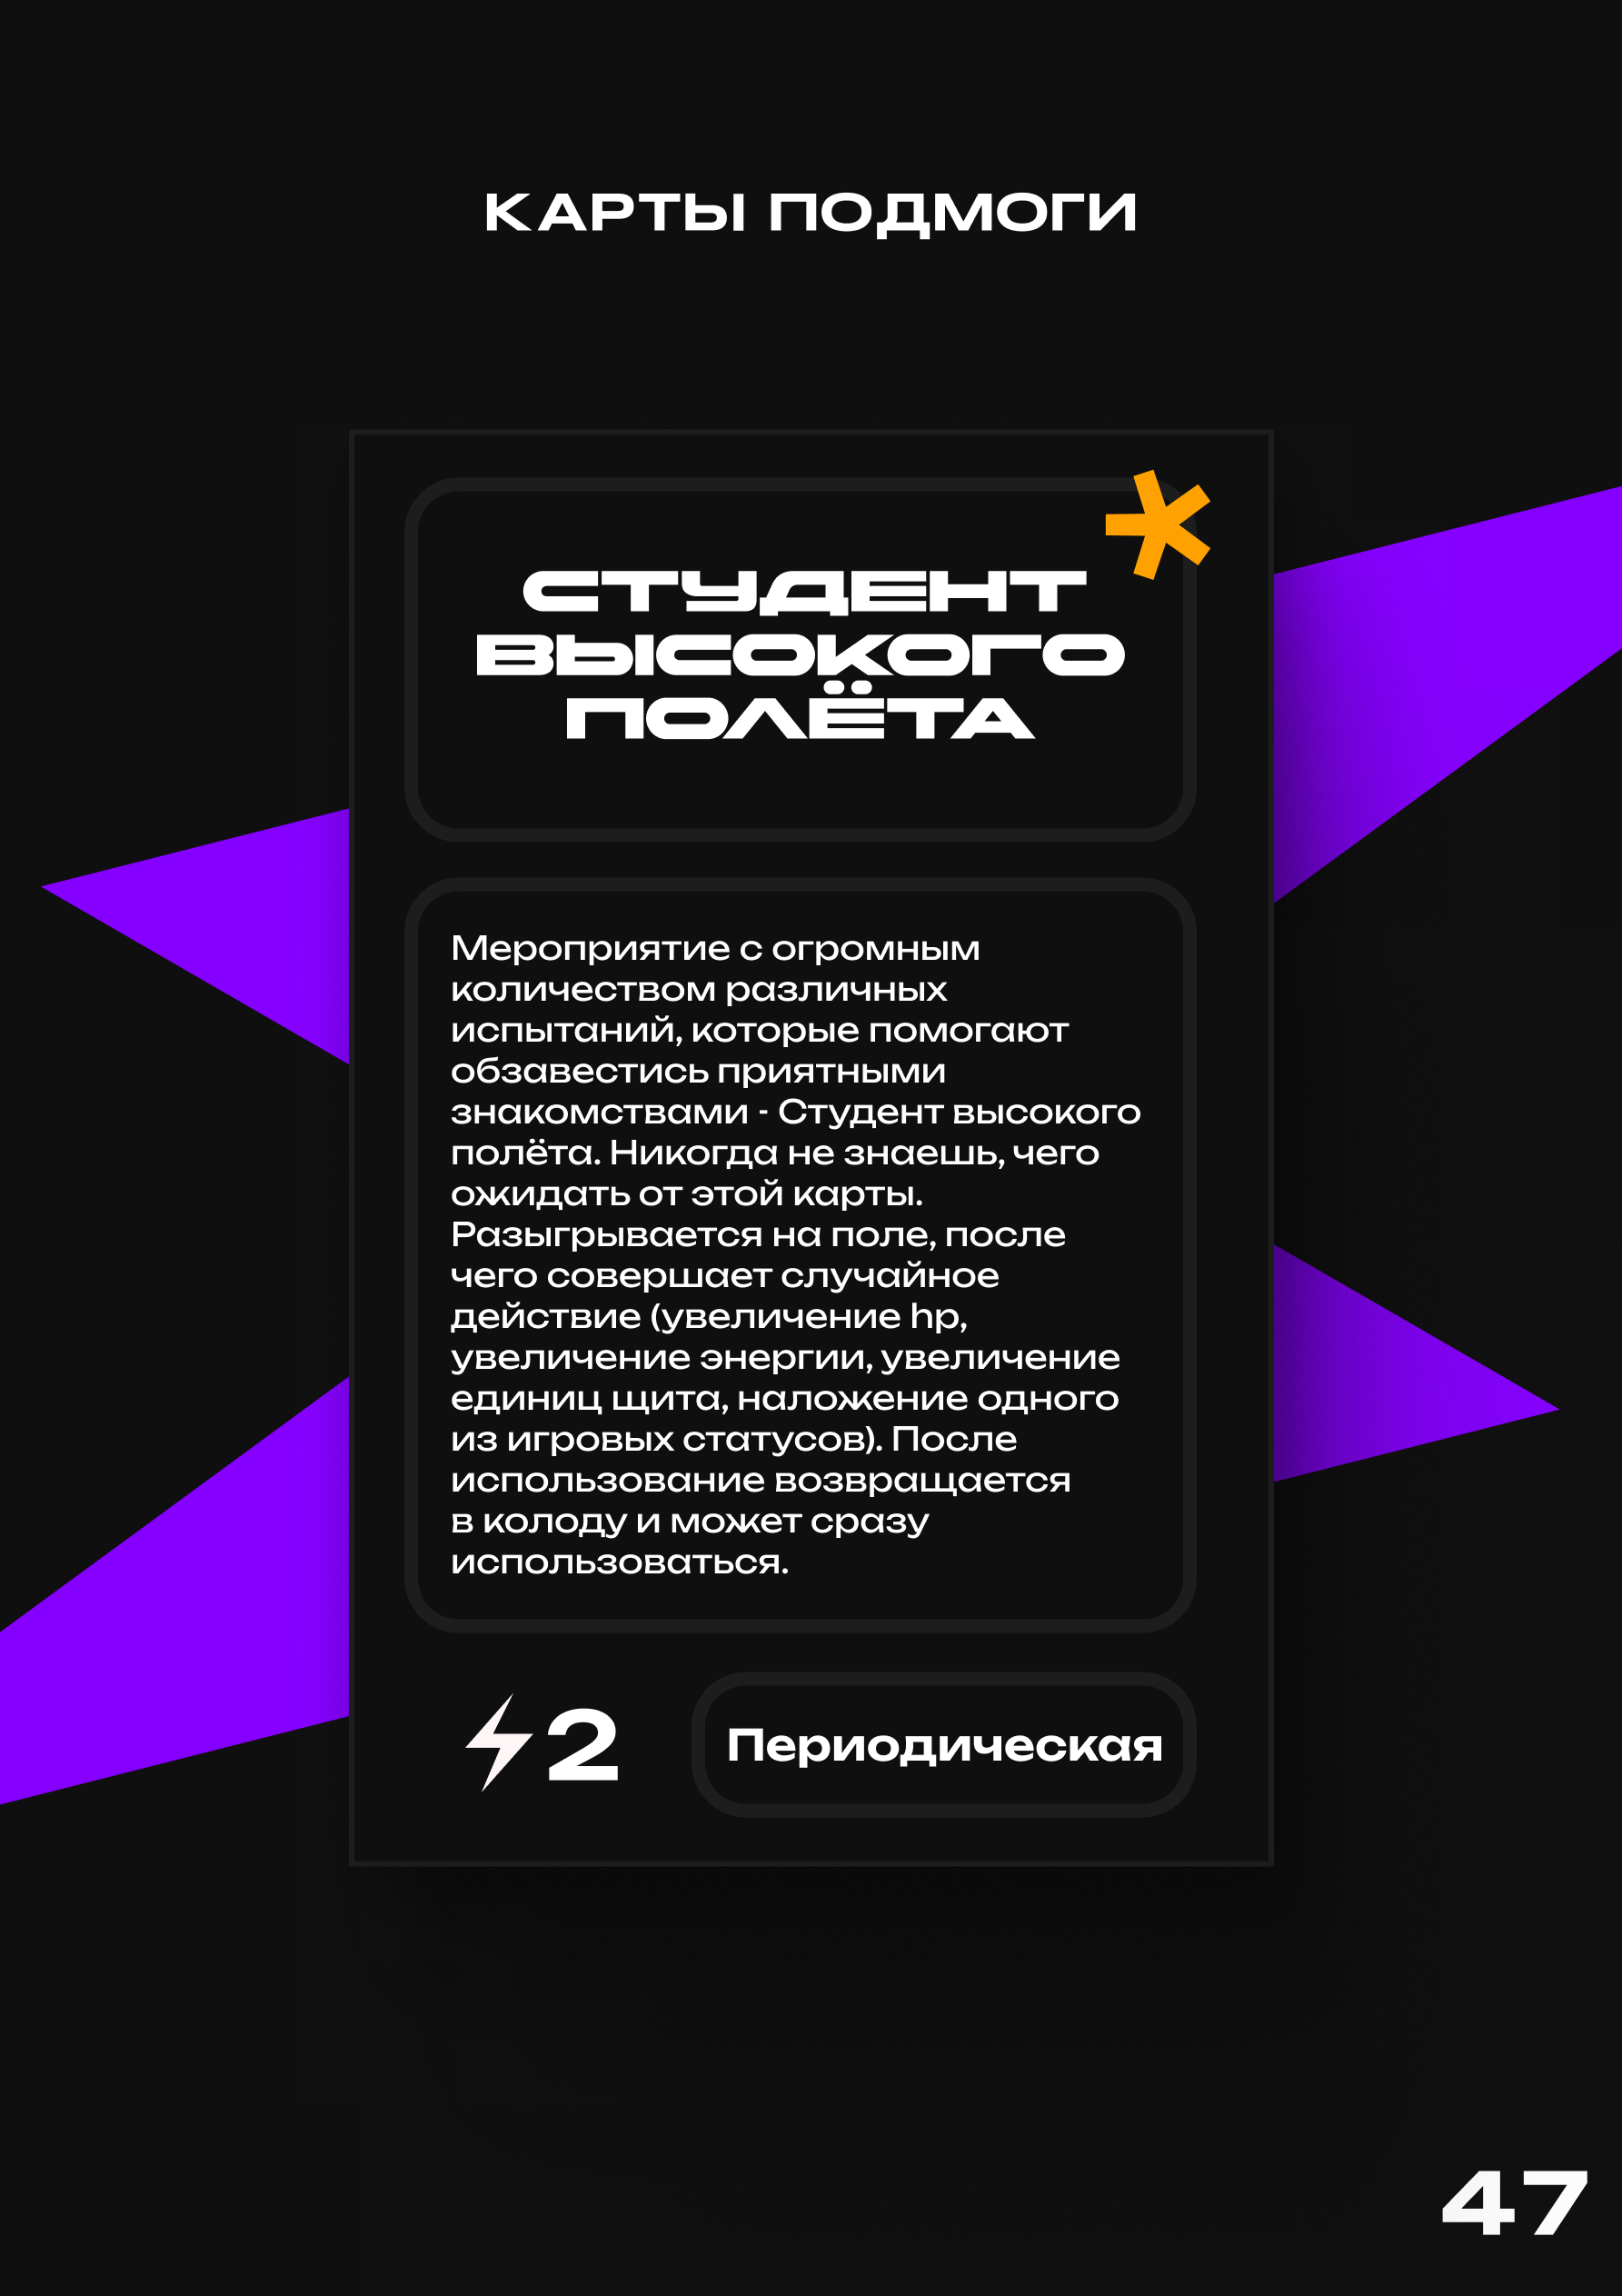 КАРТЫ ПОДМОГИ
СТУДЕНТ
ВЫСОКОГО
ПОЛЁТА
Мероприятие с огромным
количеством различных
испытаний, которые помогают
обзавестись приятными
знакомствами - Студент высокого
полёта. Никогда не знаешь, чего
ожидать от этой карты.
Разыгрывается на поле, после
чего совершает случайное
действие (увеличение hp,
увеличение энергии, увеличение
единиц щита, наложение одного
из игровых статусов). После
использование возвращается
в колоду и может сразу
использоваться.
2
Периодическая
47